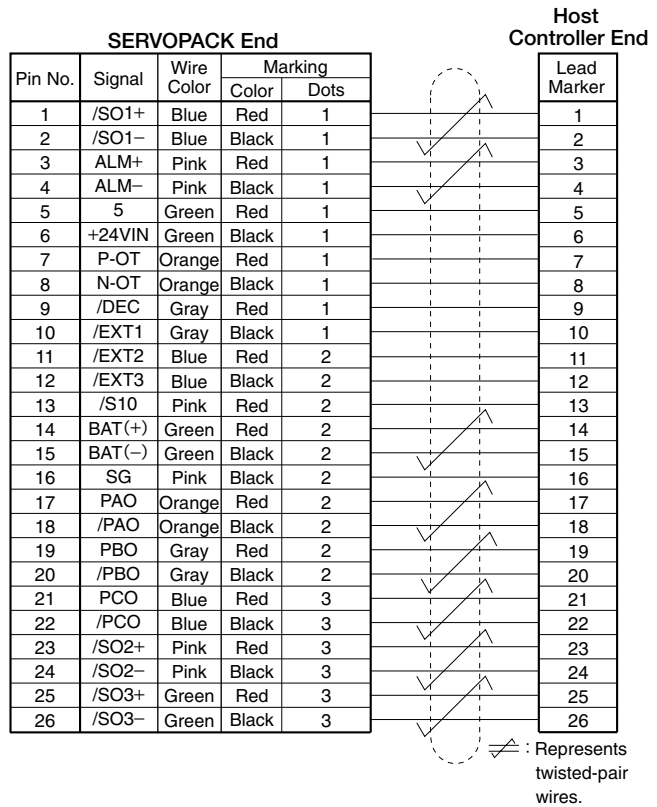 SERVOPACK End
Host
Controller End
Pin No. Signal Wire Color Marking Lead Marker
Color Dots
1 /SO1+ Blue Red 1 1
2 /SO1− Blue Black 1 2
3 ALM+ Pink Red 1 3
4 ALM− Pink Black 1 4
5 5 Green Red 1 5
6 +24VIN Green Black 1 6
7 P-OT Orange Red 1 7
8 N-OT Orange Black 1 8
9 /DEC Gray Red 1 9
10 /EXT1 Gray Black 1 10
11 /EXT2 Blue Red 2 11
12 /EXT3 Blue Black 2 12
13 /S10 Pink Red 2 13
14 BAT(+) Green Red 2 14
15 BAT(−) Green Black 2 15
16 SG Pink Black 2 16
17 PAO Orange Red 2 17
18 /PAO Orange Black 2 18
19 PBO Gray Red 2 19
20 /PBO Gray Black 2 20
21 PCO Blue Red 3 21
22 /PCO Blue Black 3 22
23 /SO2+ Pink Red 3 23
24 /SO2− Pink Black 3 24
25 /SO3+ Green Red 3 25
26 /SO3− Green Black 3 26
: Represents
twisted-pair
wires.